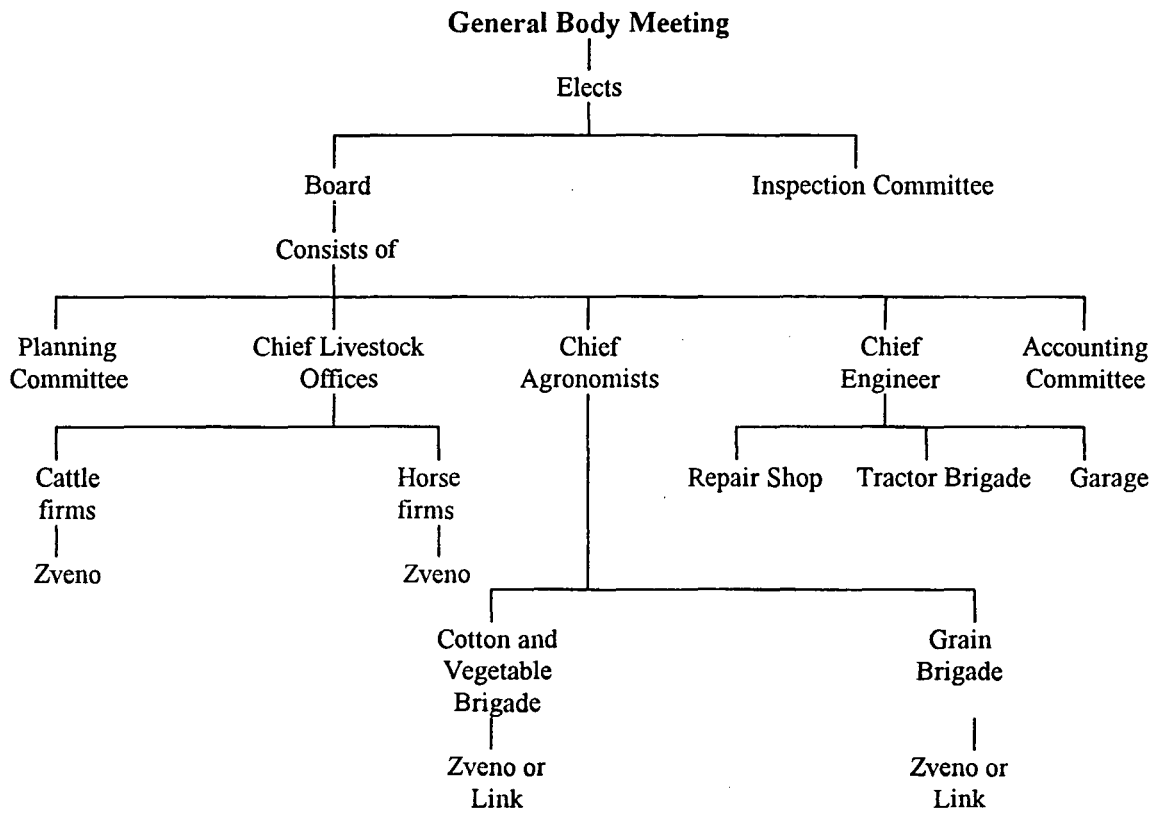 General Body Meeting
Elects
Board
Inspection Committee
Consists of
Planning
Committee
Chief Livestock
Offices
Chief
Agronomists
Chief
Engineer
Accounting
Committee
Cattle
firms
Horse
firms
Repair Shop
Tractor Brigade
Garage
Zveno
Zveno
Cotton and
Vegetable
Brigade
Grain
Brigade
Zveno or
Link
Zveno or
Link